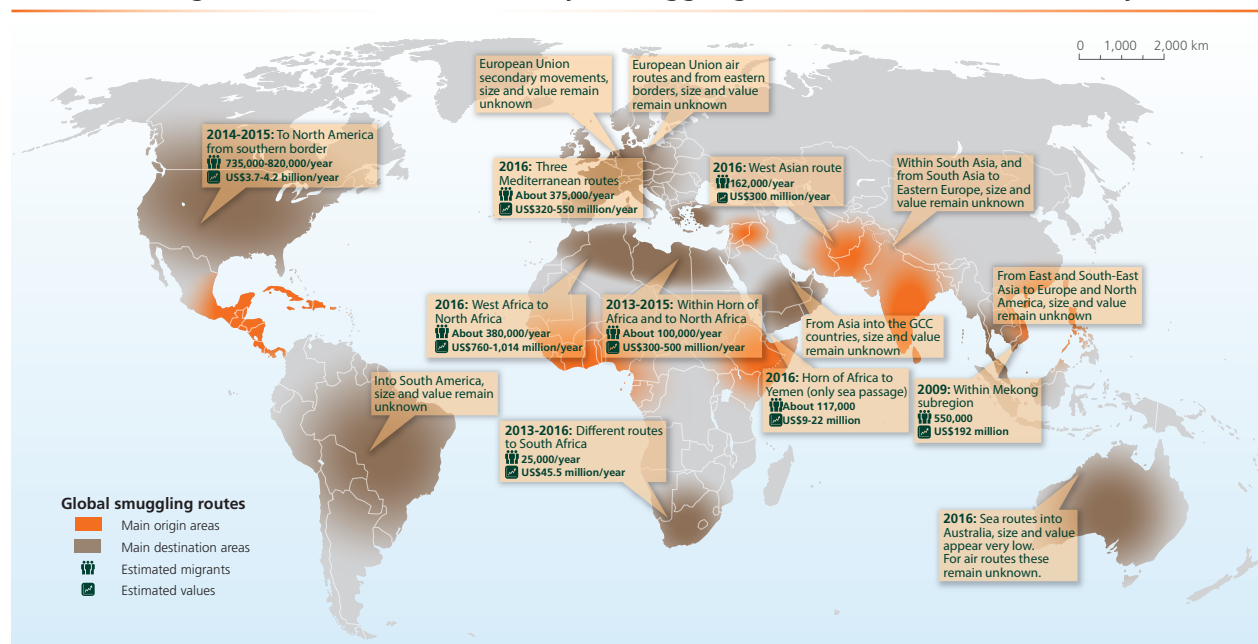 0 1,000 2,000 km
European Union
secondary movements,
size and value remain
unknown
European Union air
routes and from eastern
borders, size and value
remain unknown
2014-2015: To North America
from southern border
735,000-820,000/year
US$3.7-4.2 billion/year
2016: Three
Mediterranean routes
About 375,000/year
US$320-550 million/year
2016: West Asian route
162,000/year
US$300 million/year
Within South Asia, and
from South Asia to
Eastern Europe, size and
value remain unknown
From East and South-East
Asia to Europe and North
America, size and value
remain unknown
2016: West Africa to
North Africa
About 380,000/year
US$760-1,014 million/year
2013-2015: Within Horn of
Africa and to North Africa
About 100,000/year
US$300-500 million/year
From Asia into the GCC
countries, size and value
remain unknown
Into South America,
size and value remain
unknown
2016: Horn of Africa to
Yemen (only sea passage)
About 117,000
US$9-22 million
2009: Within Mekong
subregion
550,000
US$192 million
2013-2016: Different routes
to South Africa
25,000/year
US$45.5 million/year
2016: Sea routes into
Australia, size and value
appear very low.
For air routes these
remain unknown.
Global smuggling routes
Main origin areas
Main destination areas
Estimated migrants
Estimated values